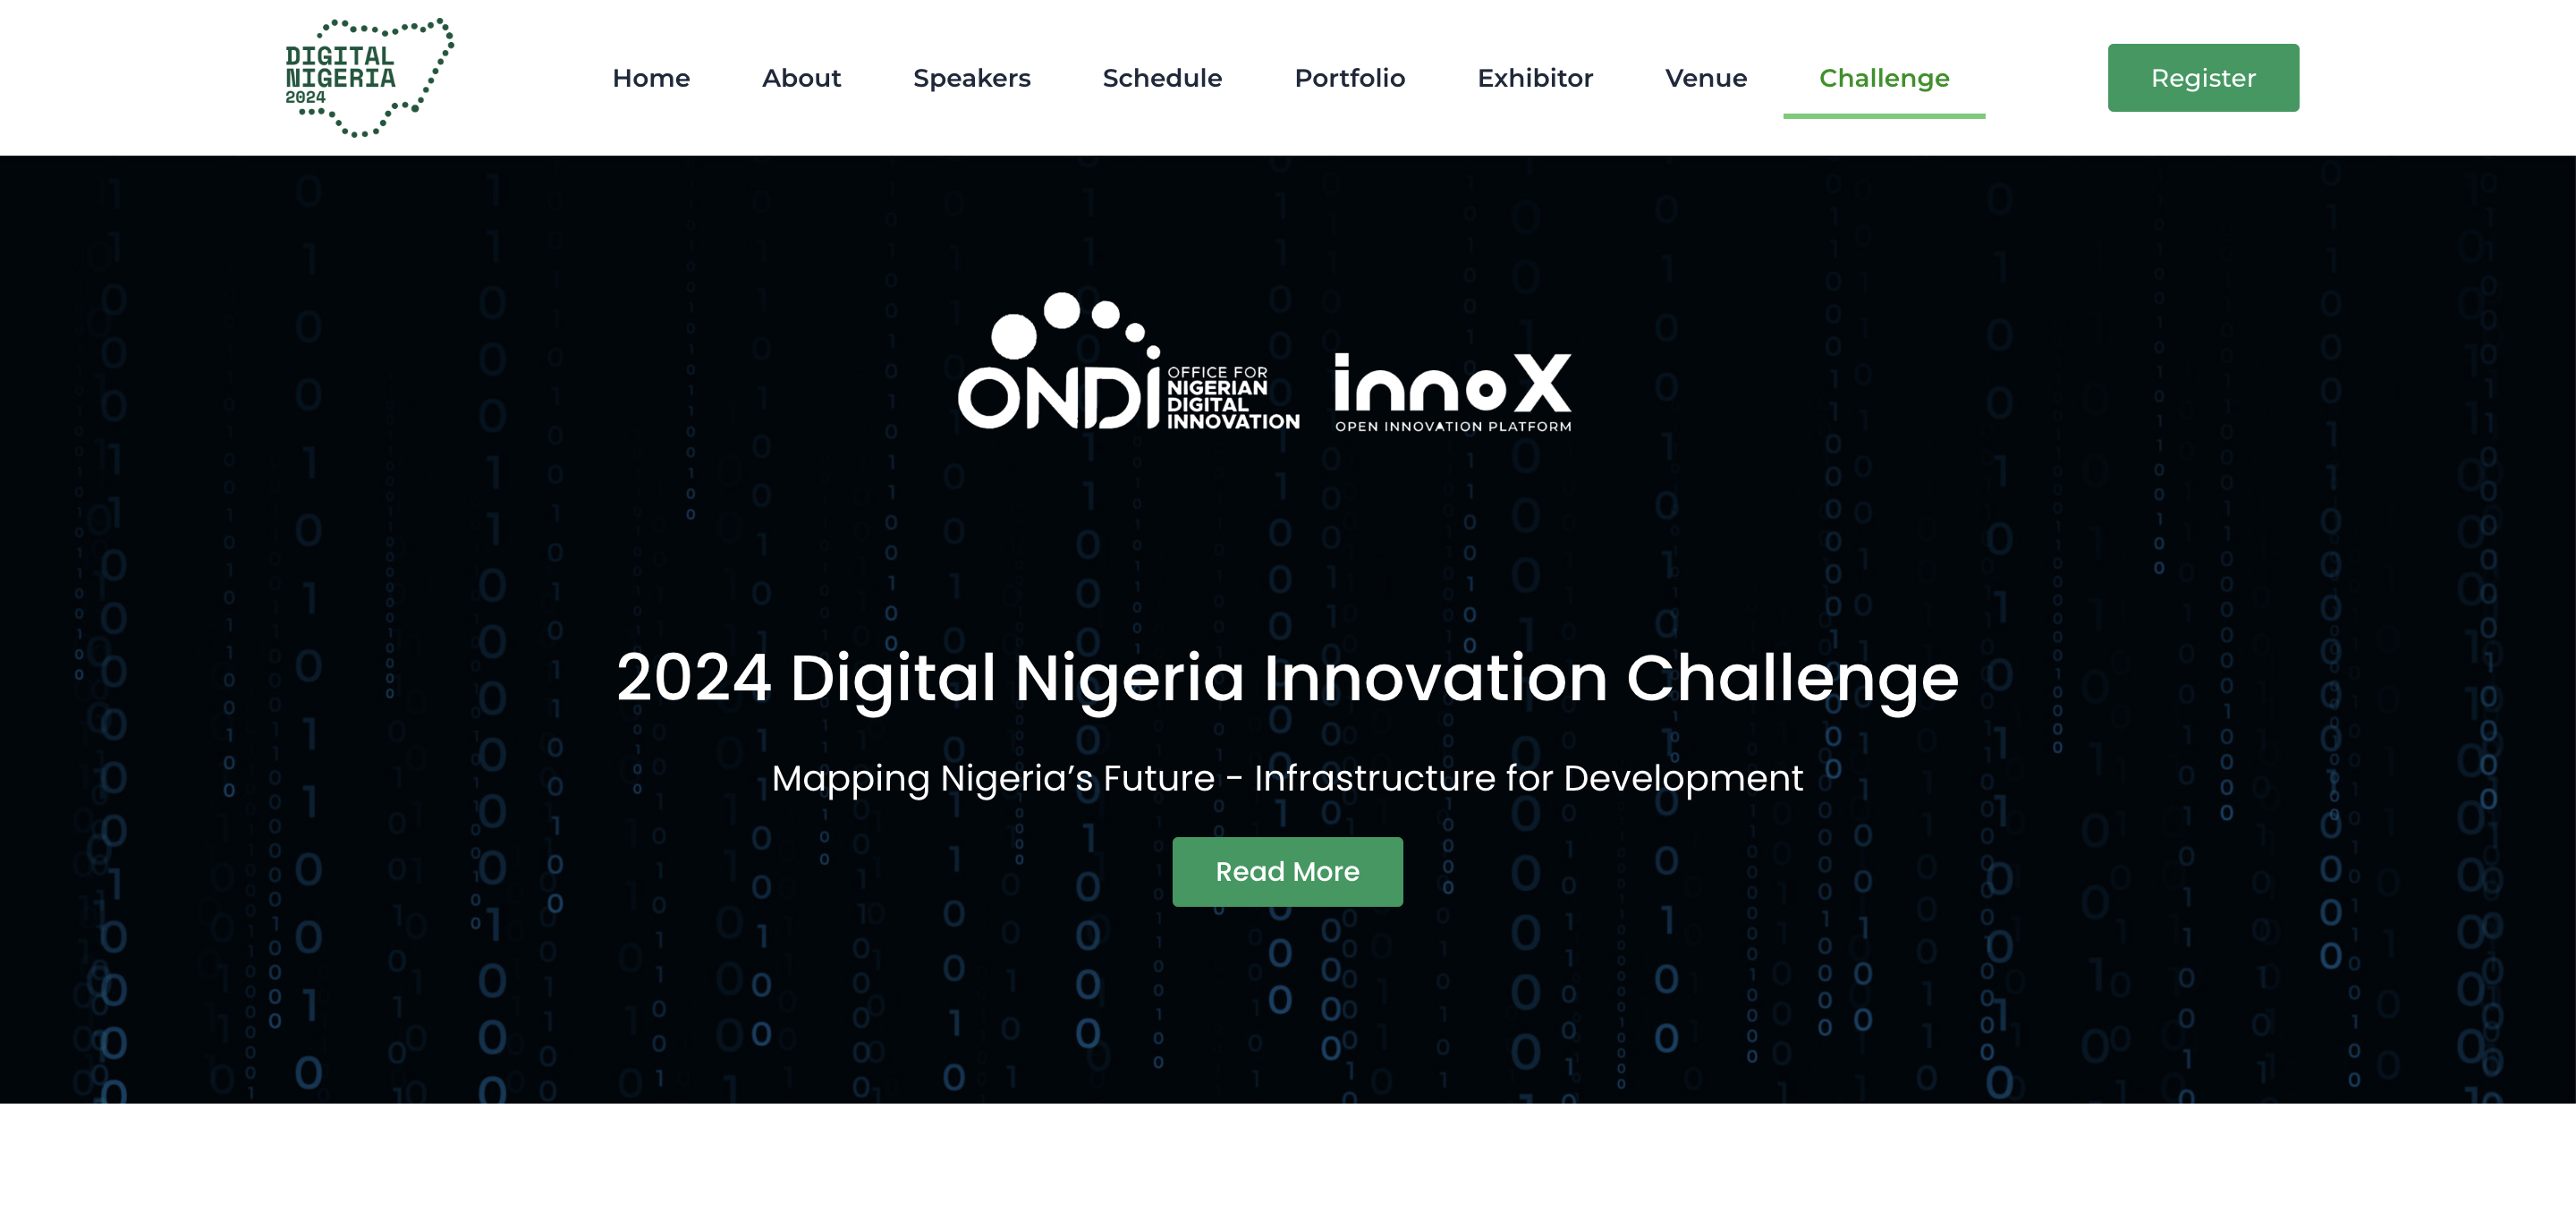 DIGITAL
NIGERIA
2024
Home About Speakers Schedule Portfolio Exhibitor Venue Challenge Register
ONDI OFFICE FOR
NIGERIAN
DIGITAL
INNOVATION
innoX
OPEN INNOVATION PLATFORM
2024 Digital Nigeria Innovation Challenge
Mapping Nigeria’s Future - Infrastructure for Development
Read More